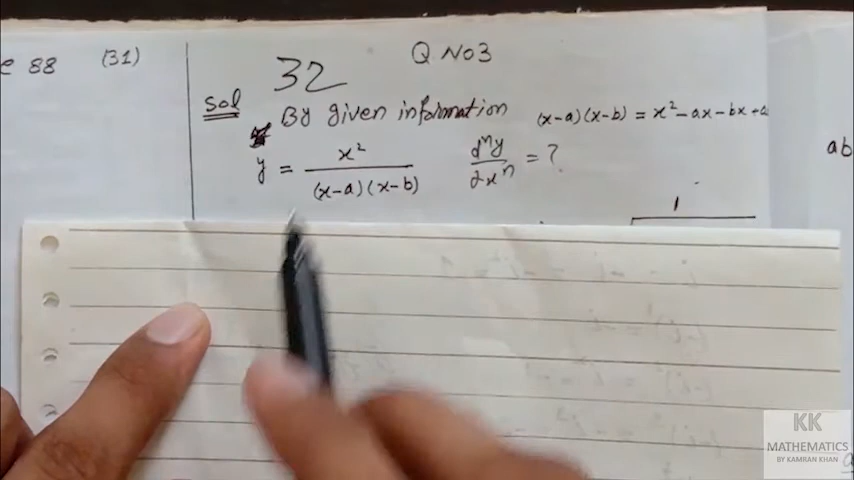 e 88 (31)
32 Q No3
Sol
By given information (x-a)(x-b) = x² - ax - bx + a
y = x² / (x-a)(x-b) dⁿy / dxⁿ = ?
ab
1
KK
MATHEMATICS
BY KAMRAN KHAN